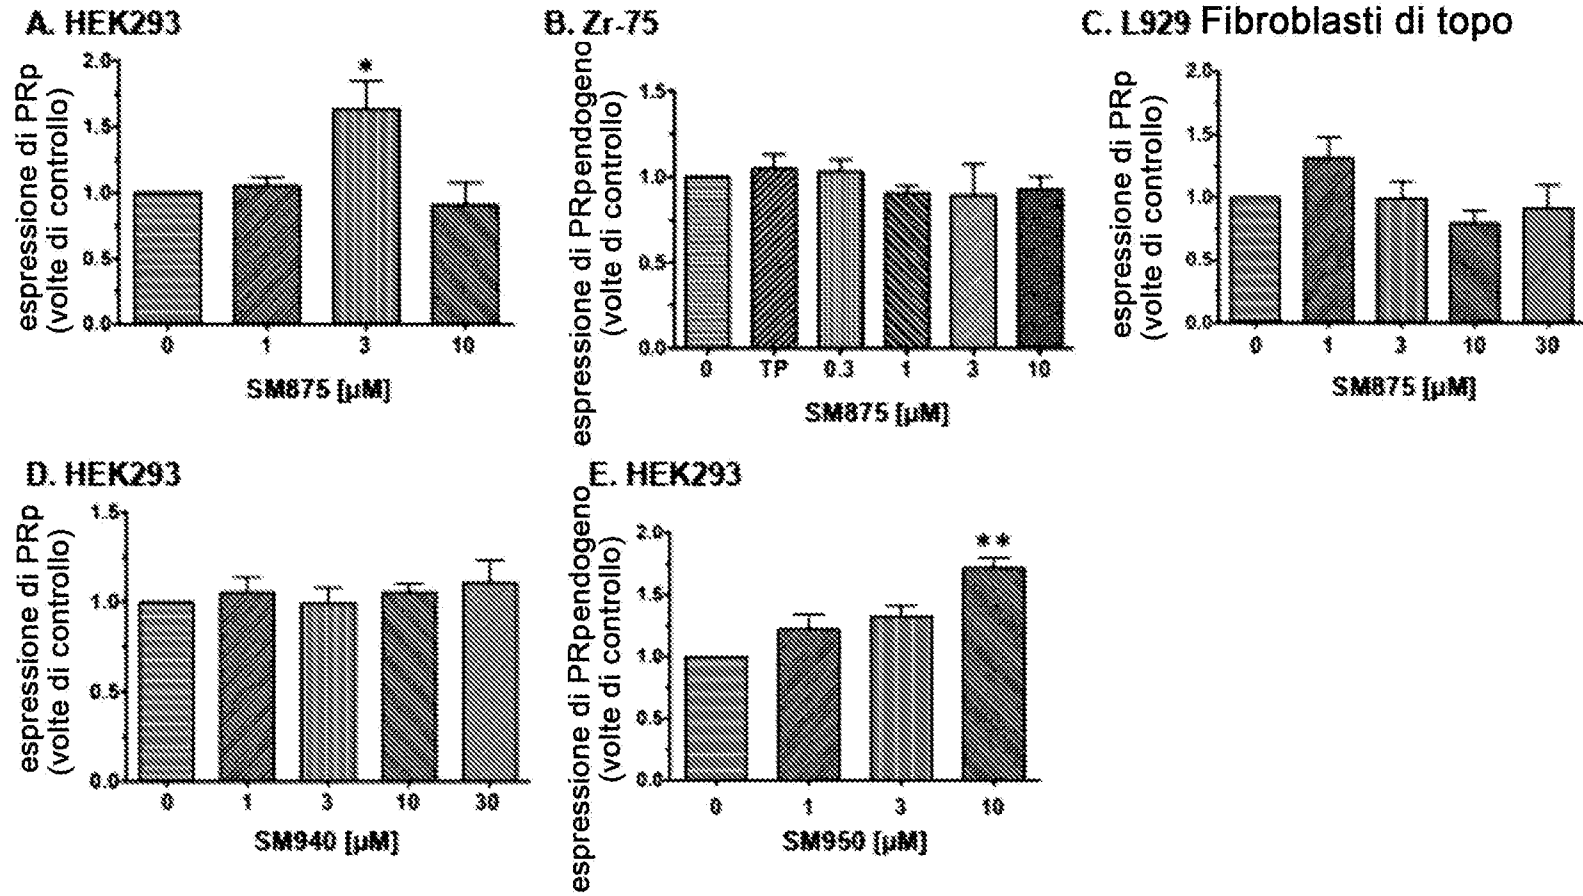 A. HEK293
espressione di PRp
(volte di controllo)
2.0
1.5
1.0
0.5
0.0
*
0 1 3 10
SM875 [µM]
B. Zr-75
espressione di PRpendogeno
(volte di controllo)
1.5
1.0
0.5
0.0
0 TP 0.3 1 3 10
SM875 [µM]
C. L929 Fibroblasti di topo
espressione di PRp
(volte di controllo)
2.0
1.5
1.0
0.5
0.0
0 1 3 10 30
SM875 [µM]
D. HEK293
espressione di PRp
(volte di controllo)
1.5
1.0
0.5
0.0
0 1 3 10 30
SM940 [µM]
E. HEK293
espressione di PRpendogeno
(volte di controllo)
2.0
1.5
1.0
0.5
0.0
**
0 1 3 10
SM950 [µM]